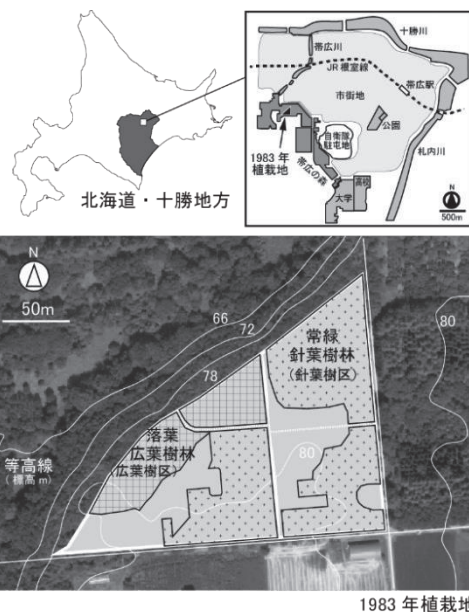 北海道・十勝地方
十勝川
帯広川
JR 根室線
帯広駅
市街地
公園
自衛隊
駐屯地
1983 年
植栽地
帯広の森
札内川
大学
高校
N
500m
N
50m
66
72
78
80
80
常緑
針葉樹林
(針葉樹区)
落葉
広葉樹林
(広葉樹区)
等高線
(標高 m)
1983 年植栽地